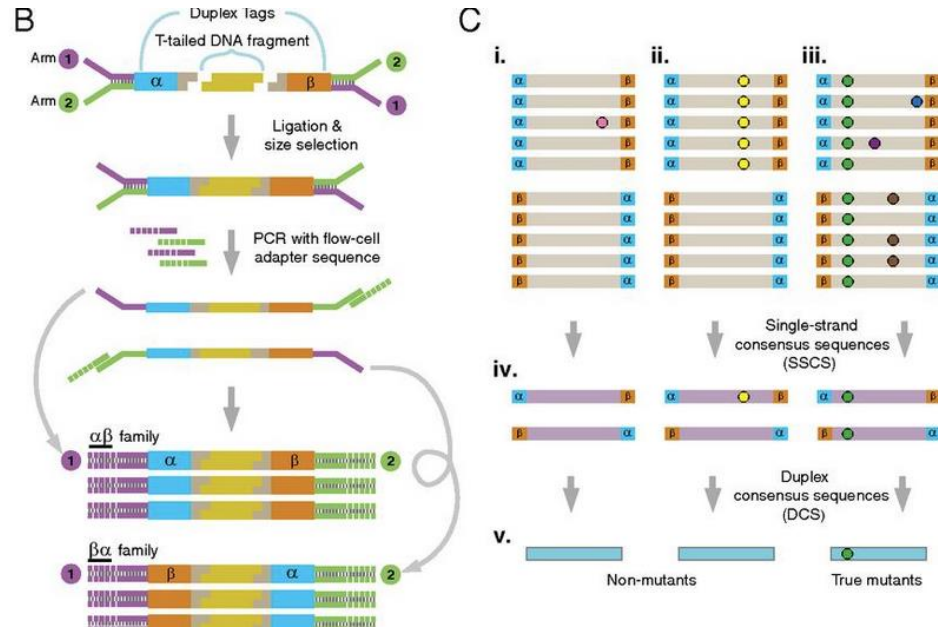 B
Duplex Tags
T-tailed DNA fragment
Arm 1
2
α
β
Arm 2
1
Ligation &
size selection
PCR with flow-cell
adapter sequence
αβ family
1
α
β
2
βα family
1
β
α
2
C
i.
ii.
iii.
α β α β α β
α β α β α β
α β α β α β
α β α β α β
α β α β α β
β α β α β α
β α β α β α
β α β α β α
β α β α β α
β α β α β α
Single-strand
consensus sequences
(SSCS)
iv.
α β α β α β
β α β α β α
Duplex
consensus sequences
(DCS)
v.
Non-mutants
True mutants